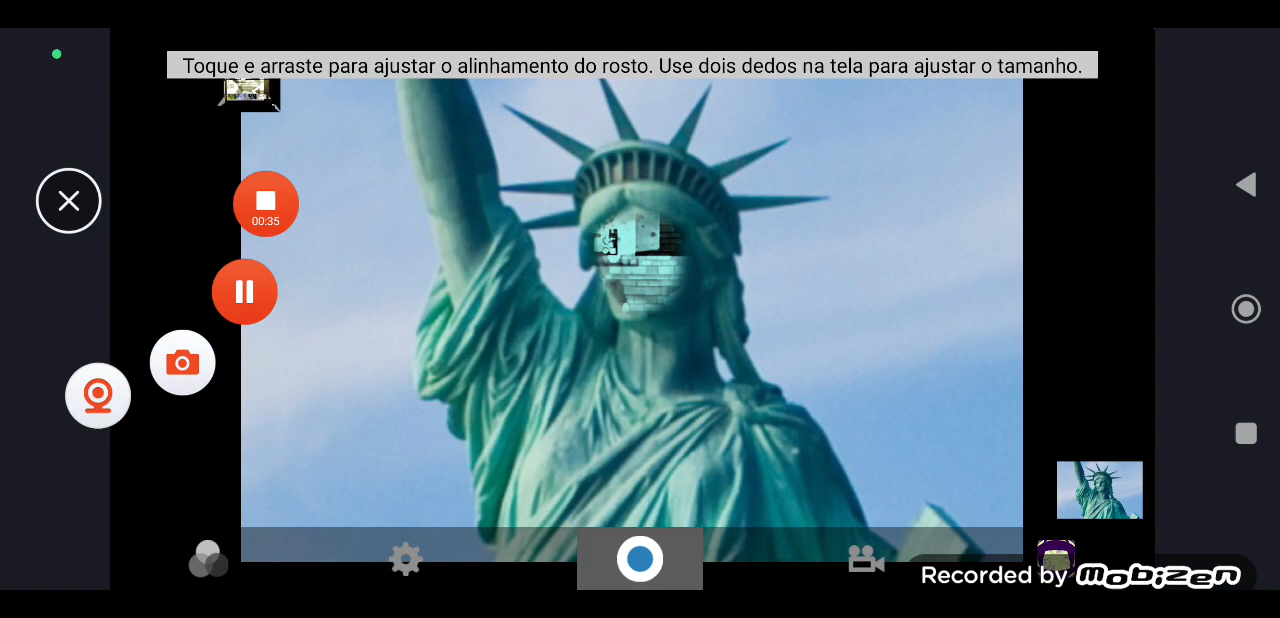 Toque e arraste para ajustar o alinhamento do rosto. Use dois dedos na tela para ajustar o tamanho.
00:35
Recorded by mobizen